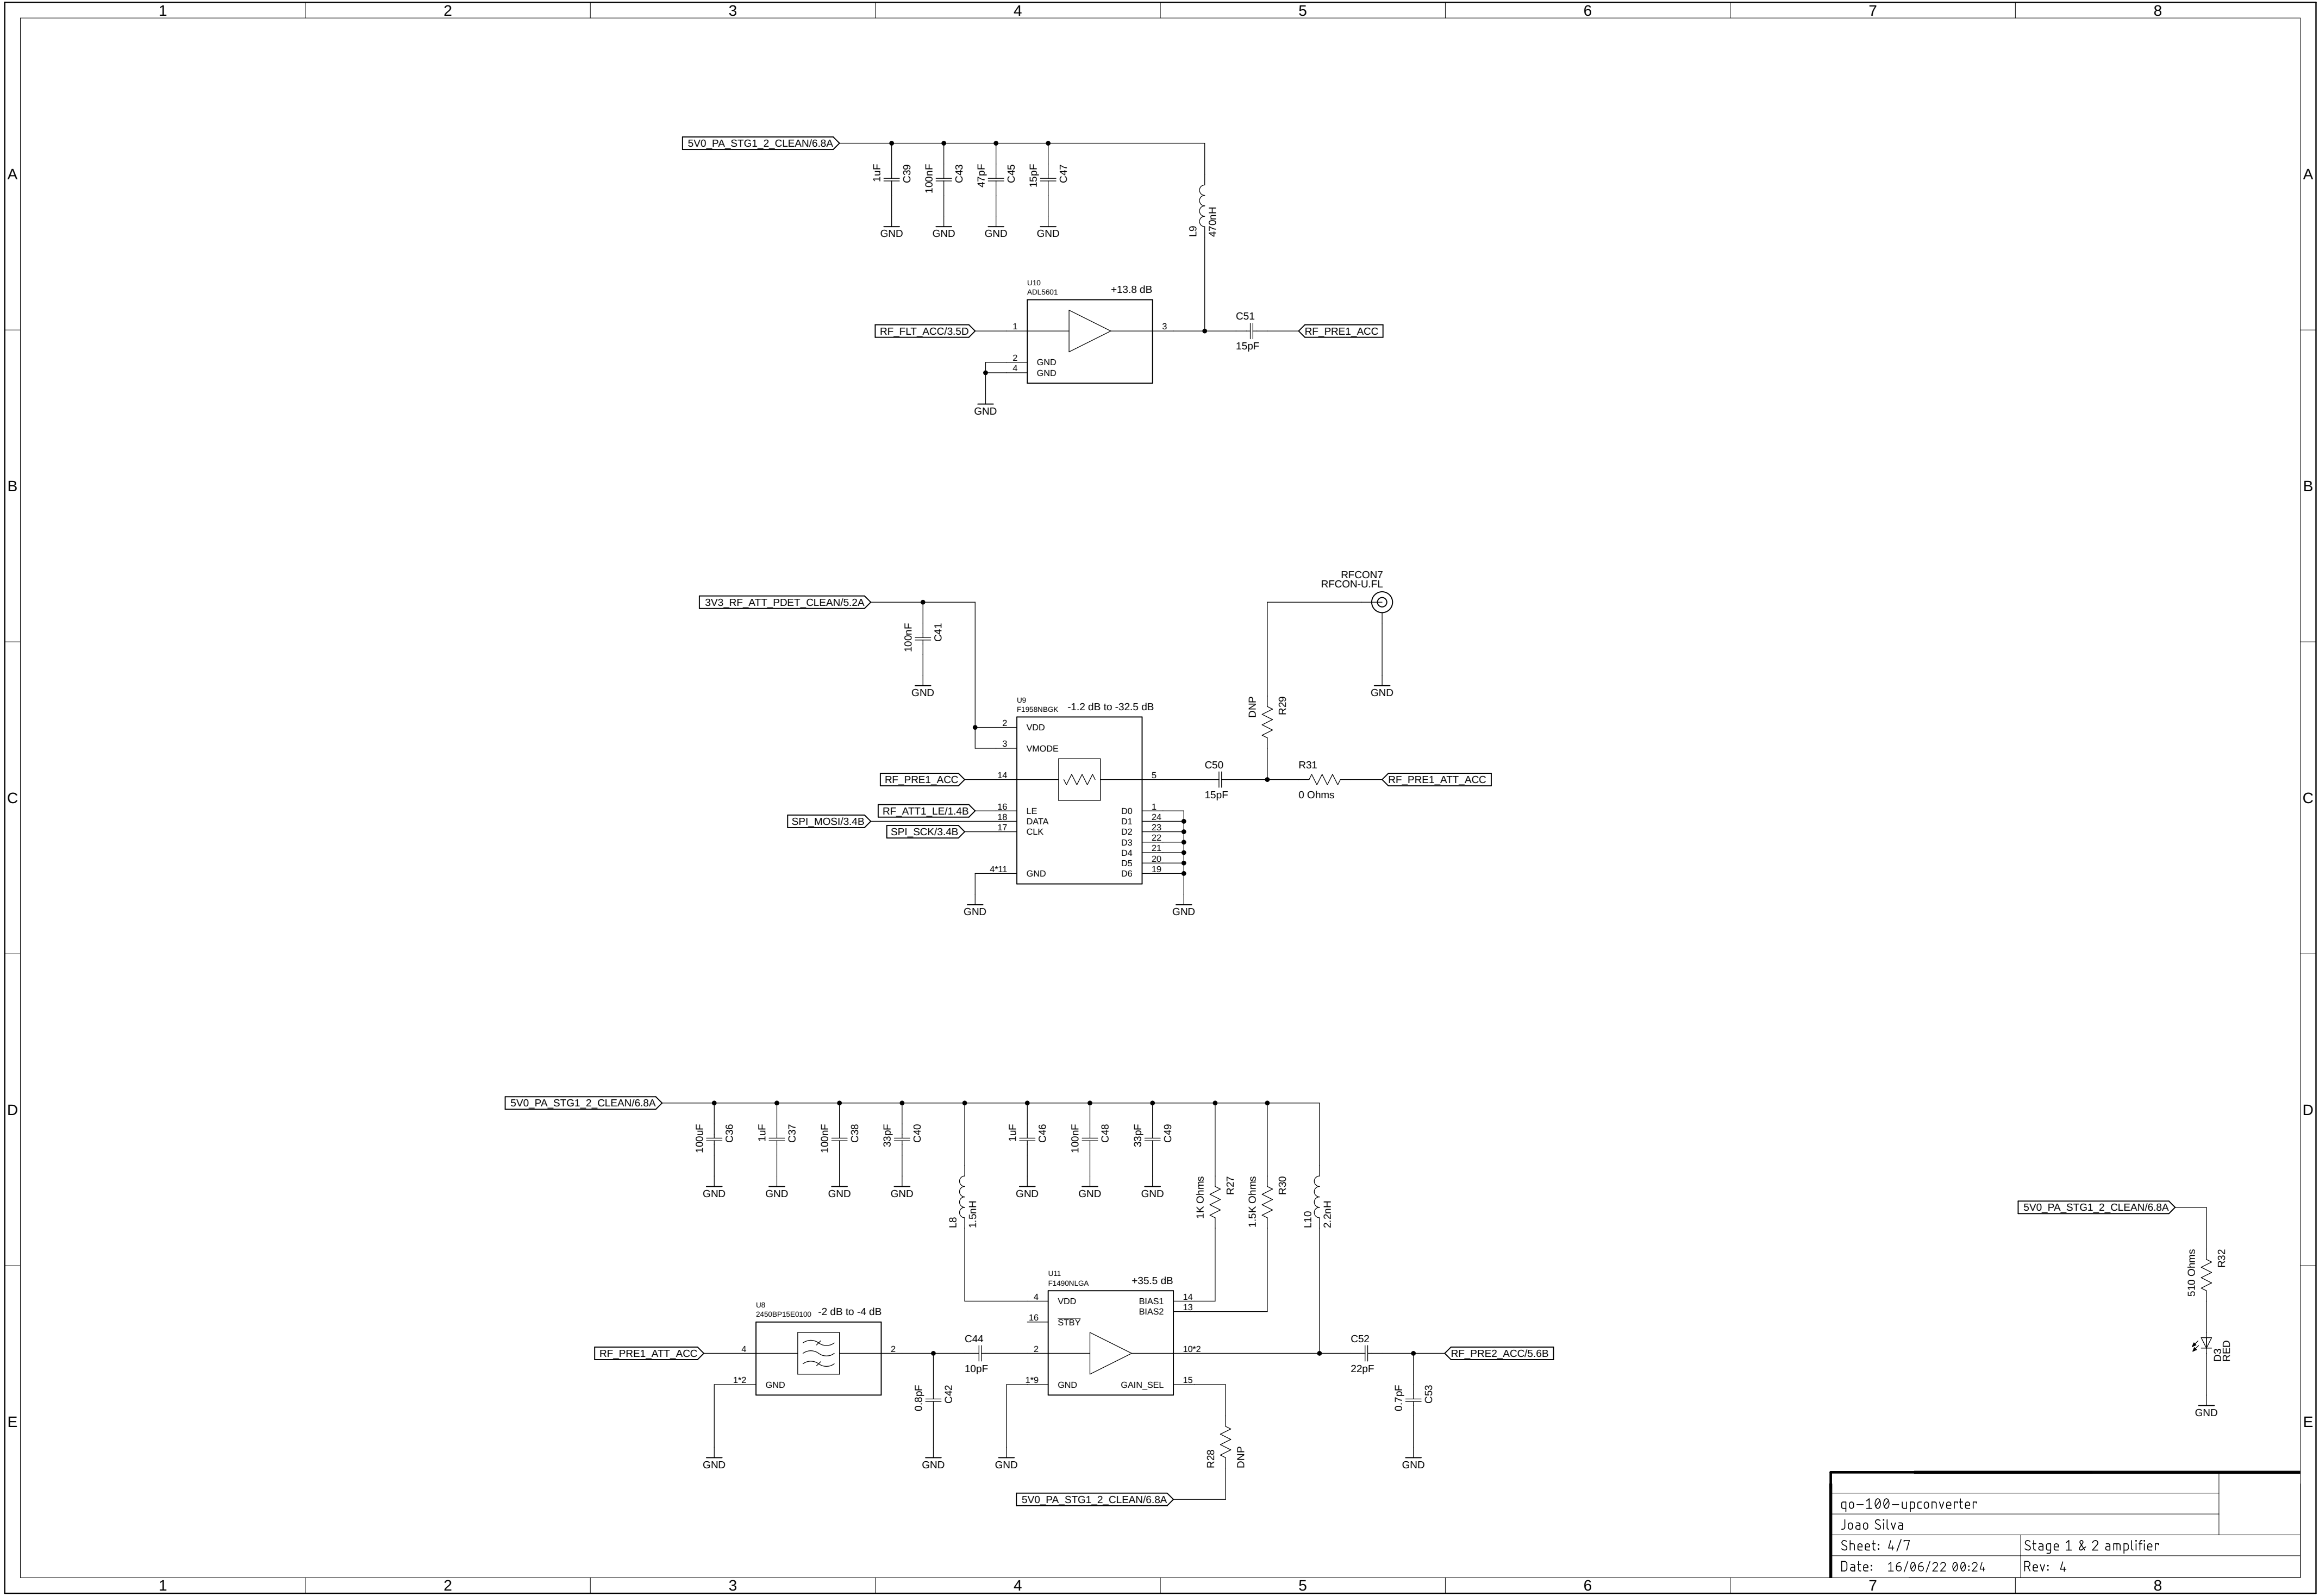 1 2 3 4 5 6 7 8
A A
5V0_PA_STG1_2_CLEAN/6.8A
1uF C39 100nF C43 47pF C45 15pF C47
GND GND GND GND
L9 470nH
U10
ADL5601 +13.8 dB
RF_FLT_ACC/3.5D 1 3
C51
15pF
RF_PRE1_ACC
2 GND
4 GND
GND
B B
RFCON7
RFCON-U.FL
3V3_RF_ATT_PDET_CLEAN/5.2A
100nF C41
GND
GND
DNP R29
U9
F1958NBGK -1.2 dB to -32.5 dB
2 VDD
3 VMODE
RF_PRE1_ACC 14 5
C50
15pF
R31
0 Ohms
RF_PRE1_ATT_ACC
C C
RF_ATT1_LE/1.4B 16 LE D0 1
SPI_MOSI/3.4B 18 DATA D1 24
SPI_SCK/3.4B 17 CLK D2 23
D3 22
D4 21
D5 20
4*11 GND D6 19
GND GND
D D
5V0_PA_STG1_2_CLEAN/6.8A
100uF C36 1uF C37 100nF C38 33pF C40 1uF C46 100nF C48 33pF C49
GND GND GND GND GND GND GND
L8 1.5nH
1K Ohms R27
1.5K Ohms R30
L10 2.2nH
5V0_PA_STG1_2_CLEAN/6.8A
510 Ohms R32
D3 RED
GND
U11
F1490NLGA +35.5 dB
4 VDD BIAS1 14
BIAS2 13
16 STBY
U8
2450BP15E0100 -2 dB to -4 dB
RF_PRE1_ATT_ACC 4 2
C44
10pF
2 10*2
C52
22pF
RF_PRE2_ACC/5.6B
1*2 GND
0.8pF C42
1*9 GND GAIN_SEL 15
0.7pF C53
E E
R28 DNP
GND GND GND GND
5V0_PA_STG1_2_CLEAN/6.8A
qo-100-upconverter
Joao Silva
Sheet: 4/7 Stage 1 & 2 amplifier
Date: 16/06/22 00:24 Rev: 4
1 2 3 4 5 6 7 8